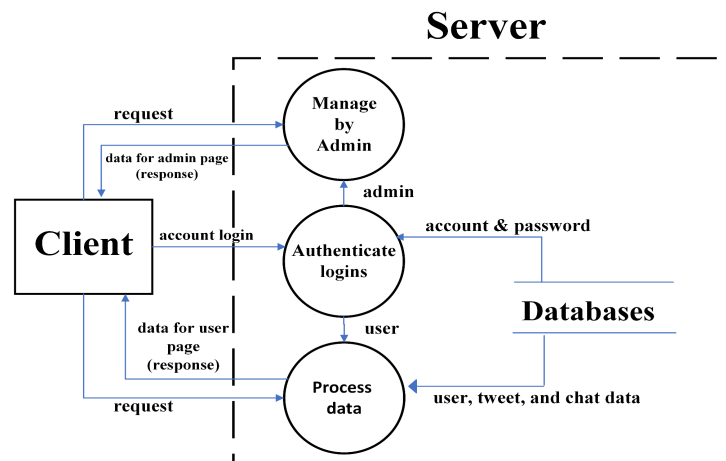 Server
Manage
by
Admin
request
data for admin page
(response)
admin
Client
account login
Authenticate
logins
account & password
Databases
user
data for user
page
(response)
Process
data
request
user, tweet, and chat data